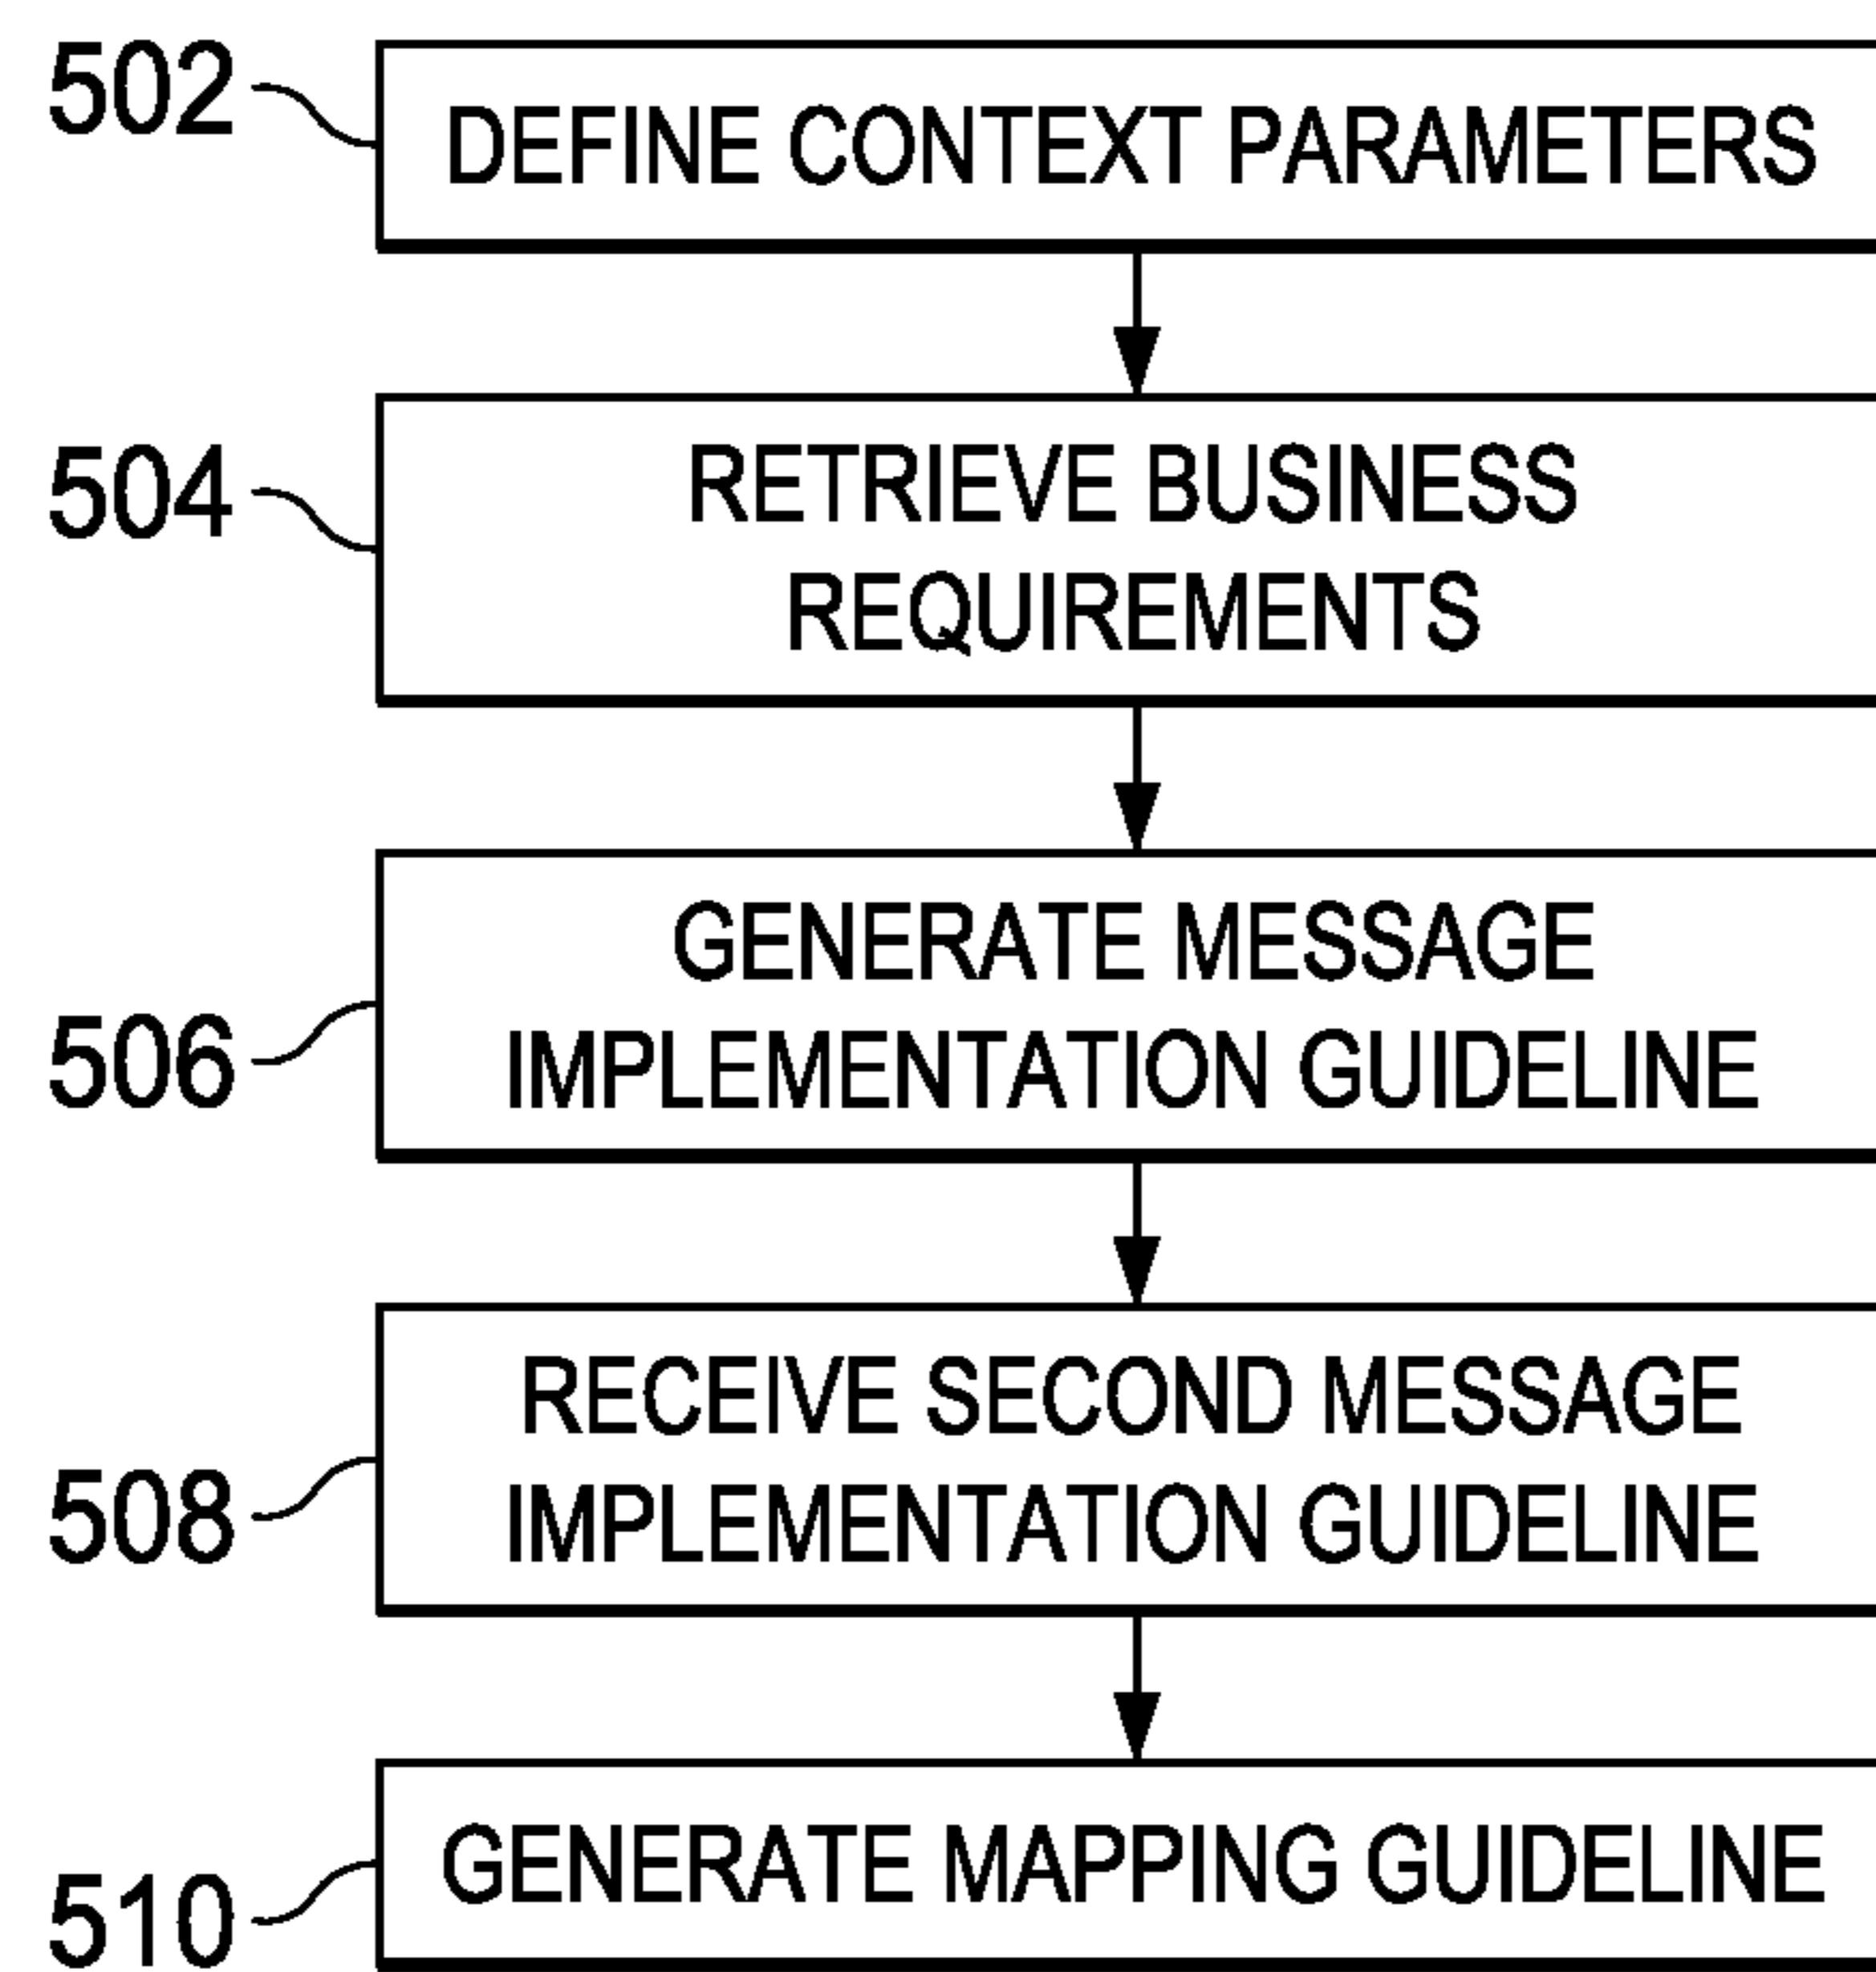 502
DEFINE CONTEXT PARAMETERS
504
RETRIEVE BUSINESS
REQUIREMENTS
506
GENERATE MESSAGE
IMPLEMENTATION GUIDELINE
508
RECEIVE SECOND MESSAGE
IMPLEMENTATION GUIDELINE
510
GENERATE MAPPING GUIDELINE